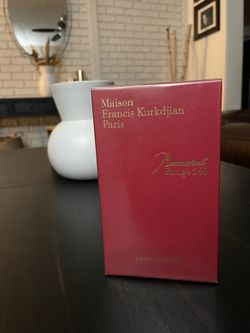 Maison
Francis Kurkdjian
Paris
Baccarat
Rouge 540
Extrait de parfum